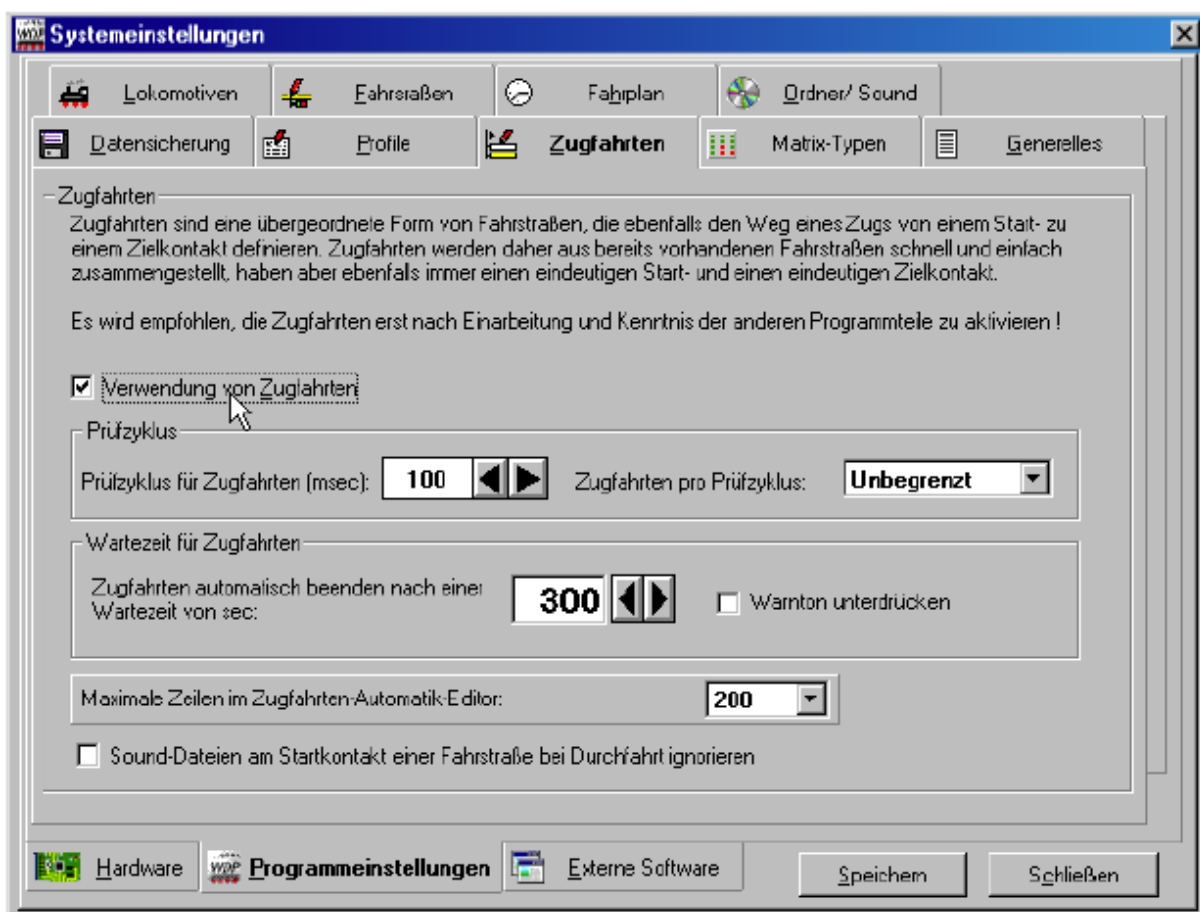 WDP Systemeinstellungen
Lokomotiven Fahrstraßen Fahrplan Ordner/ Sound
Datensicherung Profile Zugfahrten Matrix-Typen Generelles
Zugfahrten
Zugfahrten sind eine übergeordnete Form von Fahrstraßen, die ebenfalls den Weg eines Zugs von einem Start- zu
einem Zielkontakt definieren. Zugfahrten werden daher aus bereits vorhandenen Fahrstraßen schnell und einfach
zusammengestellt, haben aber ebenfalls immer einen eindeutigen Start- und einen eindeutigen Zielkontakt.
Es wird empfohlen, die Zugfahrten erst nach Einarbeitung und Kenntnis der anderen Programmteile zu aktivieren !
Verwendung von Zugfahrten
Prüfzyklus
Prüfzyklus für Zugfahrten (msec): 100 Zugfahrten pro Prüfzyklus: Unbegrenzt
Wartezeit für Zugfahrten
Zugfahrten automatisch beenden nach einer
Wartezeit von sec: 300 Warnton unterdrücken
Maximale Zeilen im Zugfahrten-Automatik-Editor: 200
Sound-Dateien am Startkontakt einer Fahrstraße bei Durchfahrt ignorieren
Hardware WDP Programmeinstellungen Externe Software Speichern Schließen